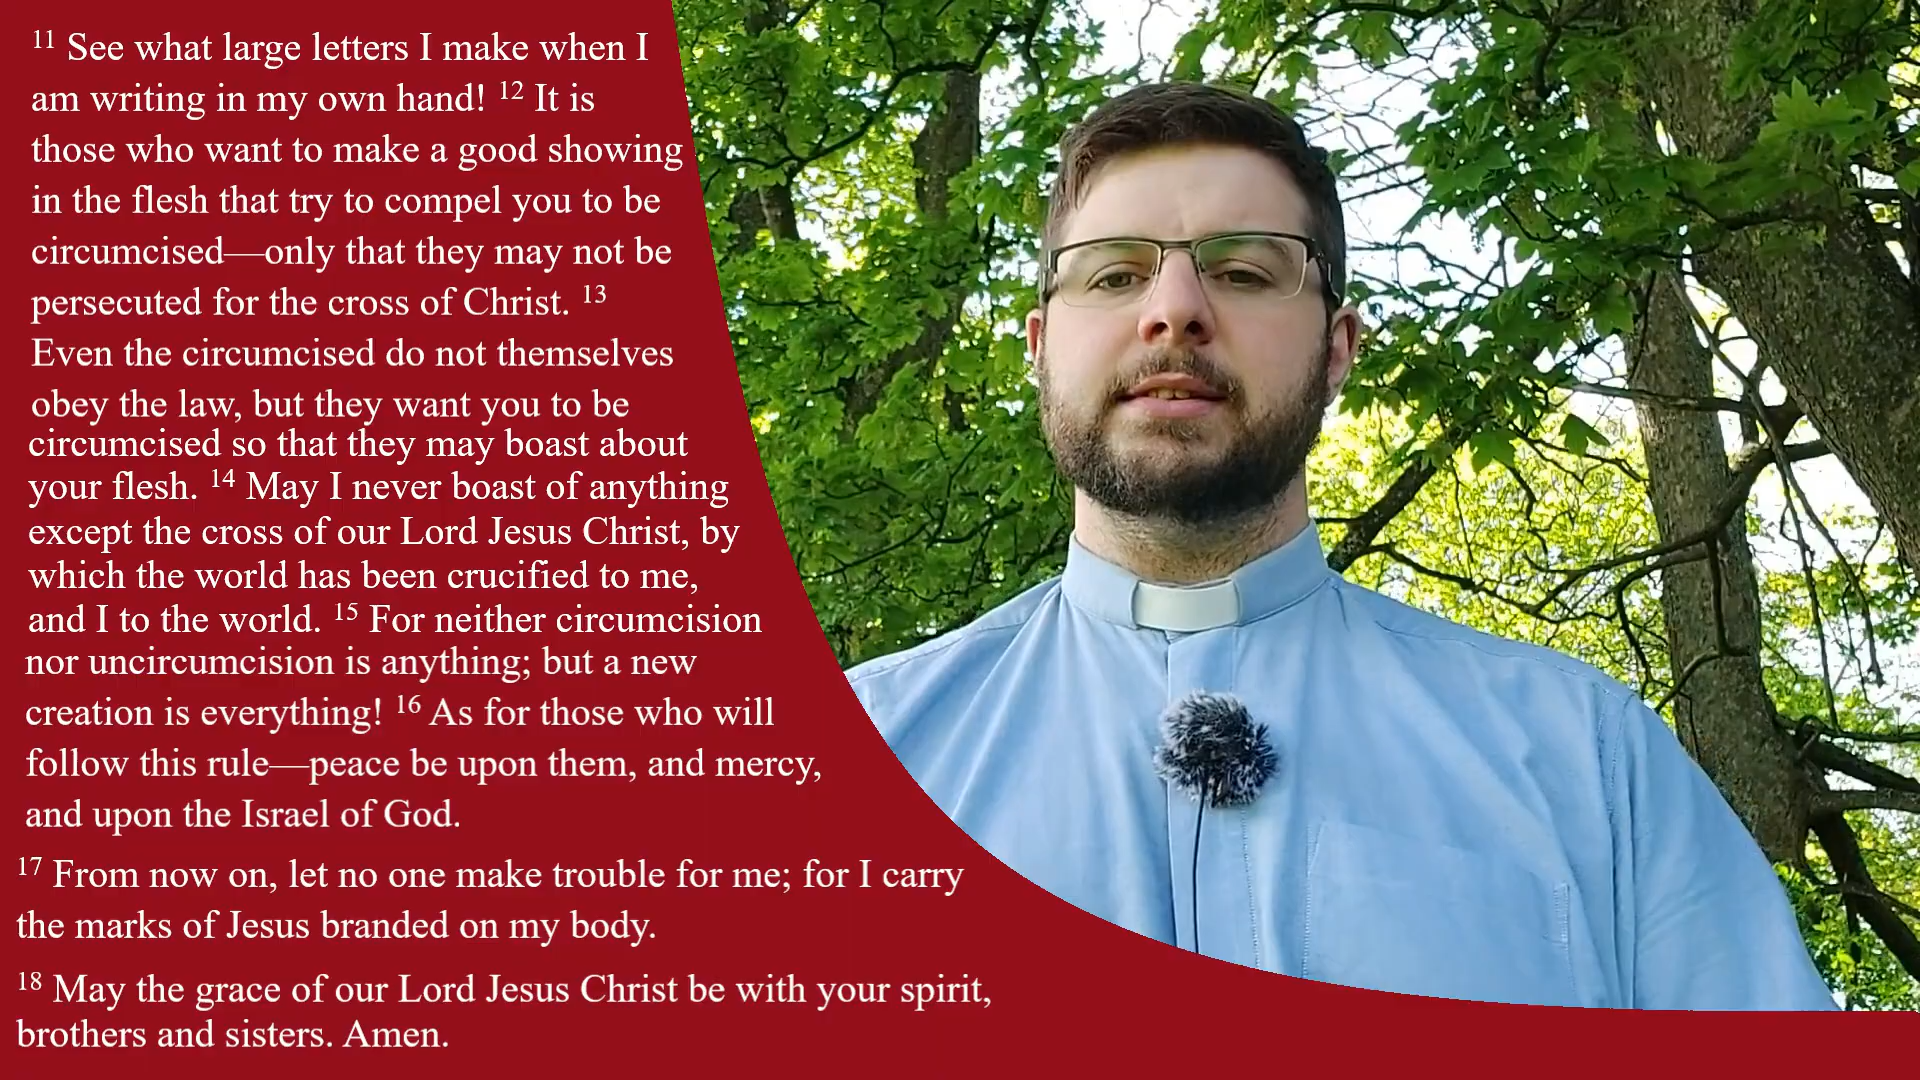 11 See what large letters I make when I
am writing in my own hand! 12 It is
those who want to make a good showing
in the flesh that try to compel you to be
circumcised—only that they may not be
persecuted for the cross of Christ. 13
Even the circumcised do not themselves
obey the law, but they want you to be
circumcised so that they may boast about
your flesh. 14 May I never boast of anything
except the cross of our Lord Jesus Christ, by
which the world has been crucified to me,
and I to the world. 15 For neither circumcision
nor uncircumcision is anything; but a new
creation is everything! 16 As for those who will
follow this rule—peace be upon them, and mercy,
and upon the Israel of God.
17 From now on, let no one make trouble for me; for I carry
the marks of Jesus branded on my body.
18 May the grace of our Lord Jesus Christ be with your spirit,
brothers and sisters. Amen.